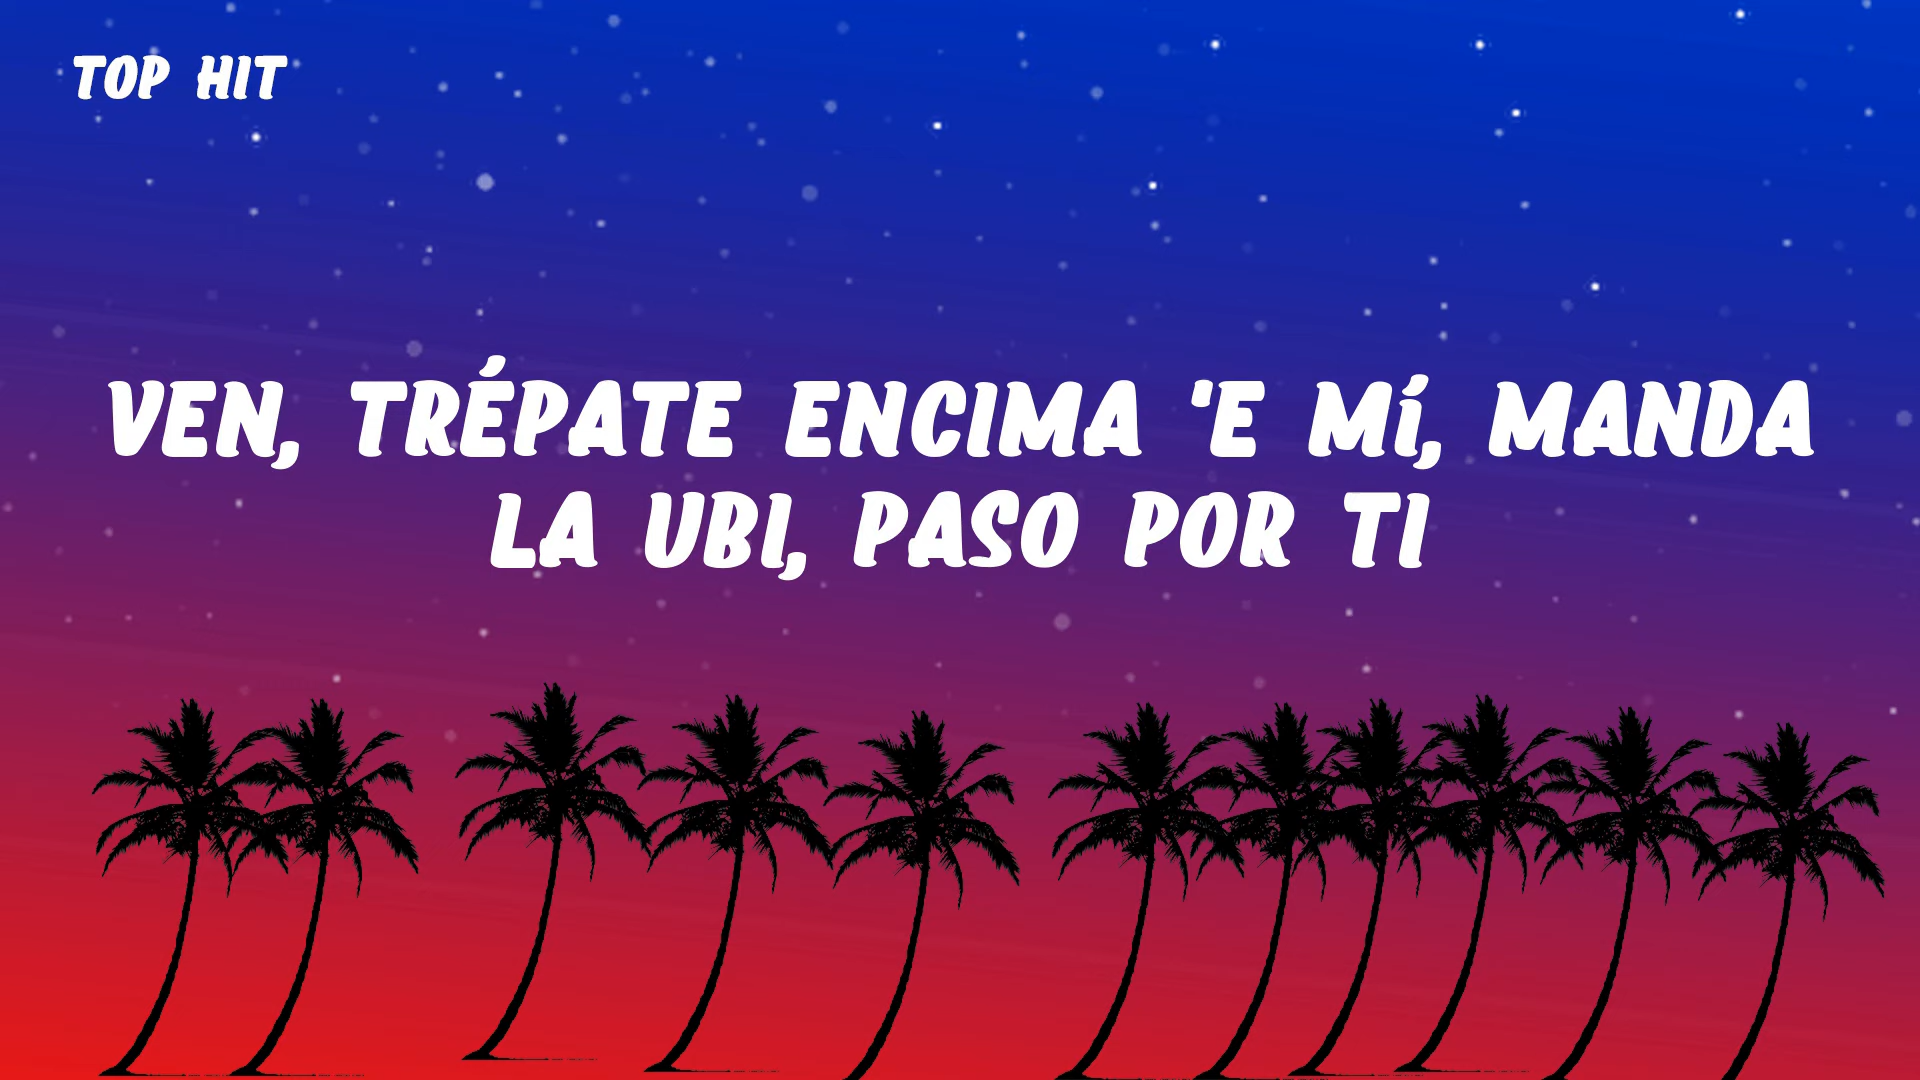 TOP HIT
VEN, TRÉPATE ENCIMA 'E Mí, MANDA
LA UBI, PASO POR TI